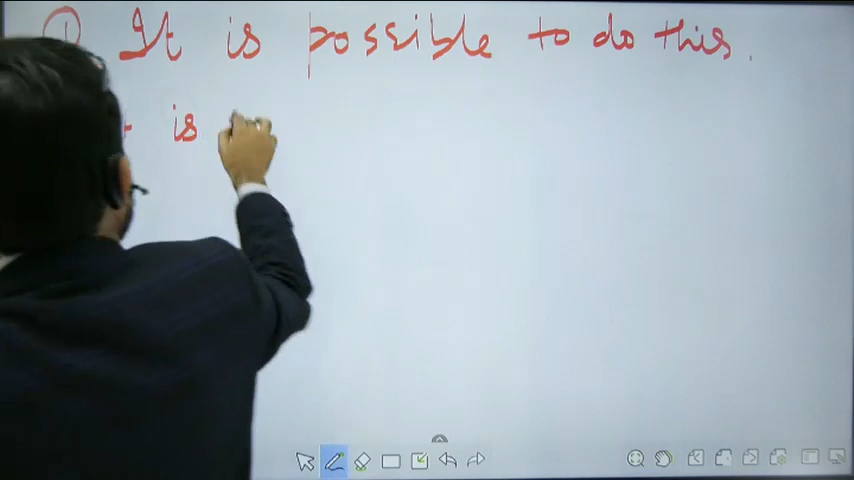 ① It is possible to do this.
is